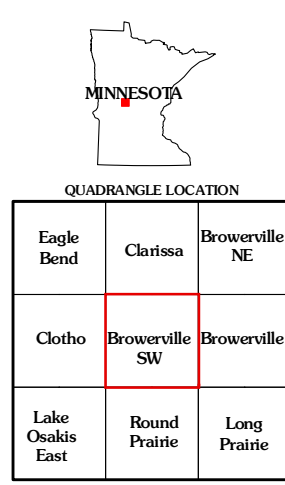 MINNESOTA
QUADRANGLE LOCATION
Eagle
Bend
Clarissa
Browerville
NE
Clotho
Browerville
SW
Browerville
Lake
Osakis
East
Round
Prairie
Long
Prairie